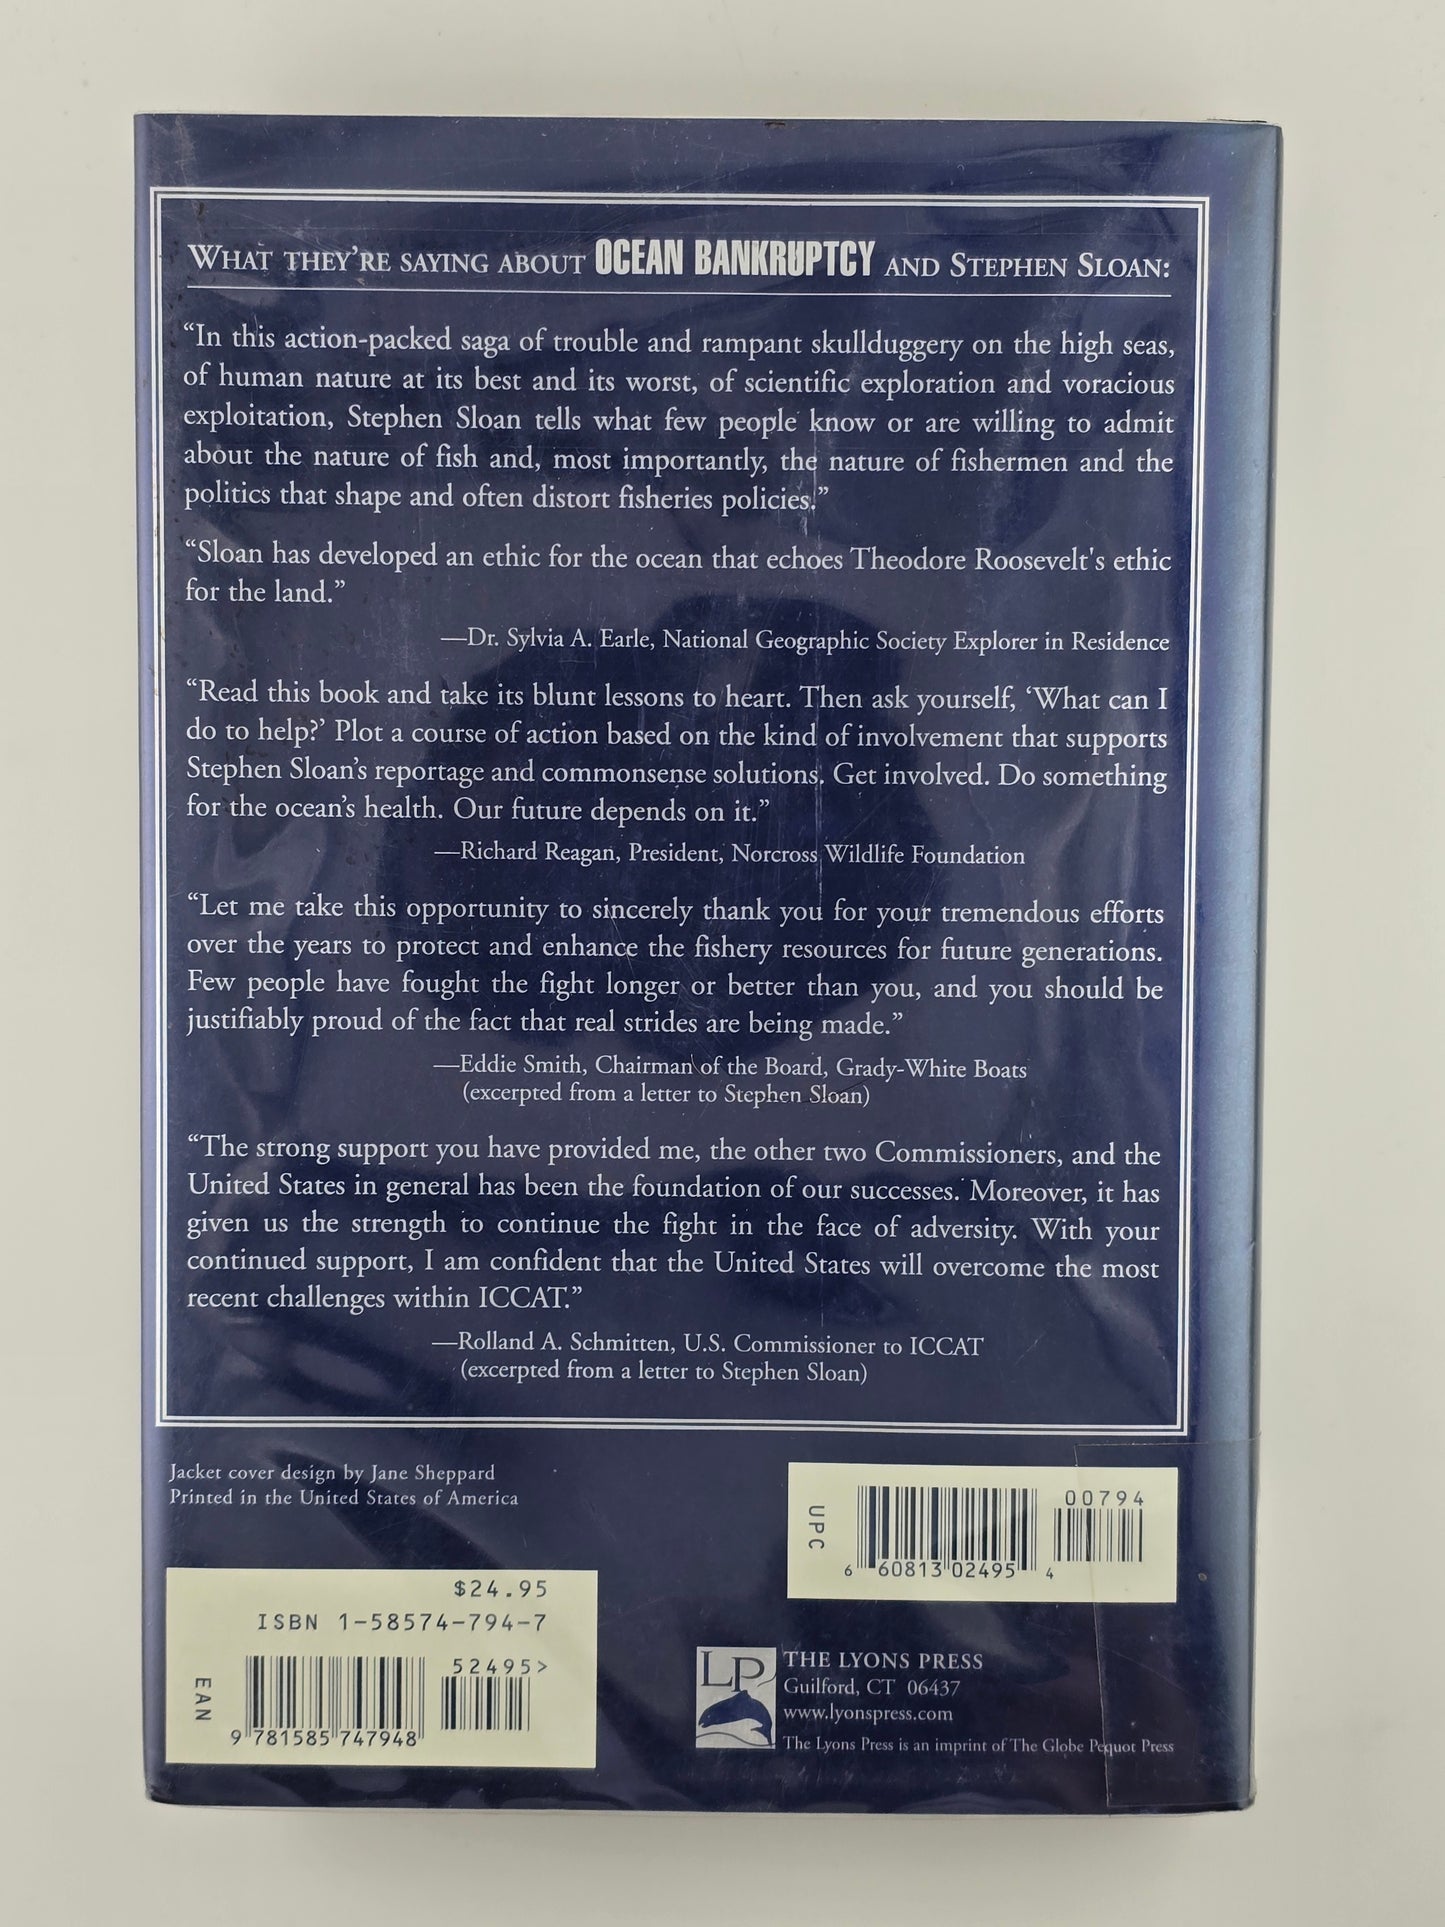 WHAT THEY'RE SAYING ABOUT OCEAN BANKRUPTCY AND STEPHEN SLOAN:
“In this action-packed saga of trouble and rampant skullduggery on the high seas,
of human nature at its best and its worst, of scientific exploration and voracious
exploitation, Stephen Sloan tells what few people know or are willing to admit
about the nature of fish and, most importantly, the nature of fishermen and the
politics that shape and often distort fisheries policies.”
“Sloan has developed an ethic for the ocean that echoes Theodore Roosevelt's ethic
for the land.”
—Dr. Sylvia A. Earle, National Geographic Society Explorer in Residence
“Read this book and take its blunt lessons to heart. Then ask yourself, ‘What can I
do to help?’ Plot a course of action based on the kind of involvement that supports
Stephen Sloan’s reportage and commonsense solutions. Get involved. Do something
for the ocean’s health. Our future depends on it.”
—Richard Reagan, President, Norcross Wildlife Foundation
“Let me take this opportunity to sincerely thank you for your tremendous efforts
over the years to protect and enhance the fishery resources for future generations.
Few people have fought the fight longer or better than you, and you should be
justifiably proud of the fact that real strides are being made.”
—Eddie Smith, Chairman of the Board, Grady-White Boats
(excerpted from a letter to Stephen Sloan)
“The strong support you have provided me, the other two Commissioners, and the
United States in general has been the foundation of our successes. Moreover, it has
given us the strength to continue the fight in the face of adversity. With your
continued support, I am confident that the United States will overcome the most
recent challenges within ICCAT.”
—Rolland A. Schmitten, U.S. Commissioner to ICCAT
(excerpted from a letter to Stephen Sloan)
Jacket cover design by Jane Sheppard
Printed in the United States of America
UPC
00794
6 60813 02495 4
$24.95
ISBN 1-58574-794-7
52495>
EAN
9 781585 747948
LP
THE LYONS PRESS
Guilford, CT 06437
www.lyonspress.com
The Lyons Press is an imprint of The Globe Pequot Press